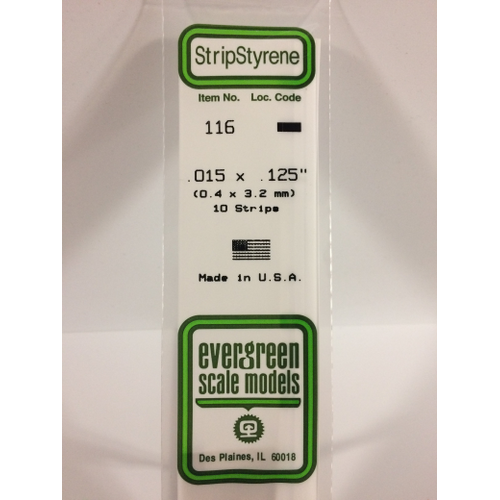 StripStyrene
Item No. Loc. Code
116
.015 x .125"
(0.4 x 3.2 mm)
10 Strips
Made in U.S.A.
evergreen
scale models
Des Plaines, IL 60018